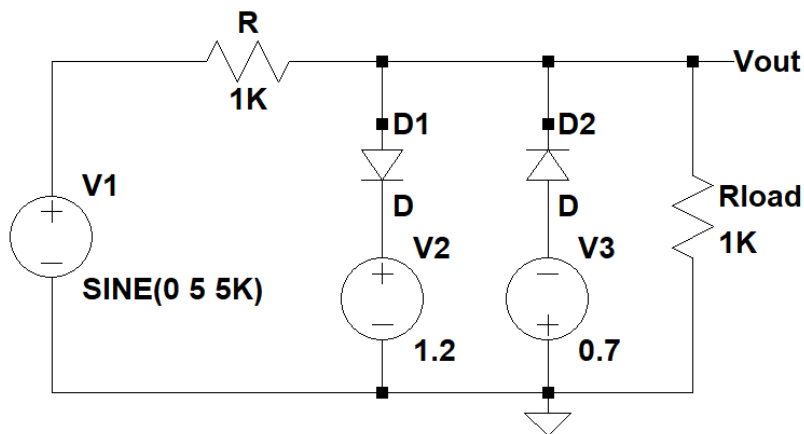 R
1K
Vout
D1
D2
D
D
V1
SINE(0 5 5K)
V2
1.2
V3
0.7
Rload
1K